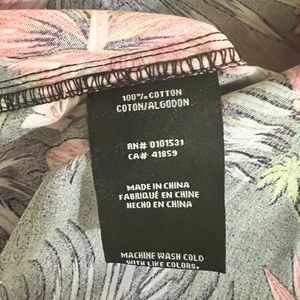 100% COTTON
COTON/ALGODON
RN# 0101531
CA# 41859
MADE IN CHINA
FABRIQUÉ EN CHINE
HECHO EN CHINA
MACHINE WASH COLD
WITH LIKE COLORS.